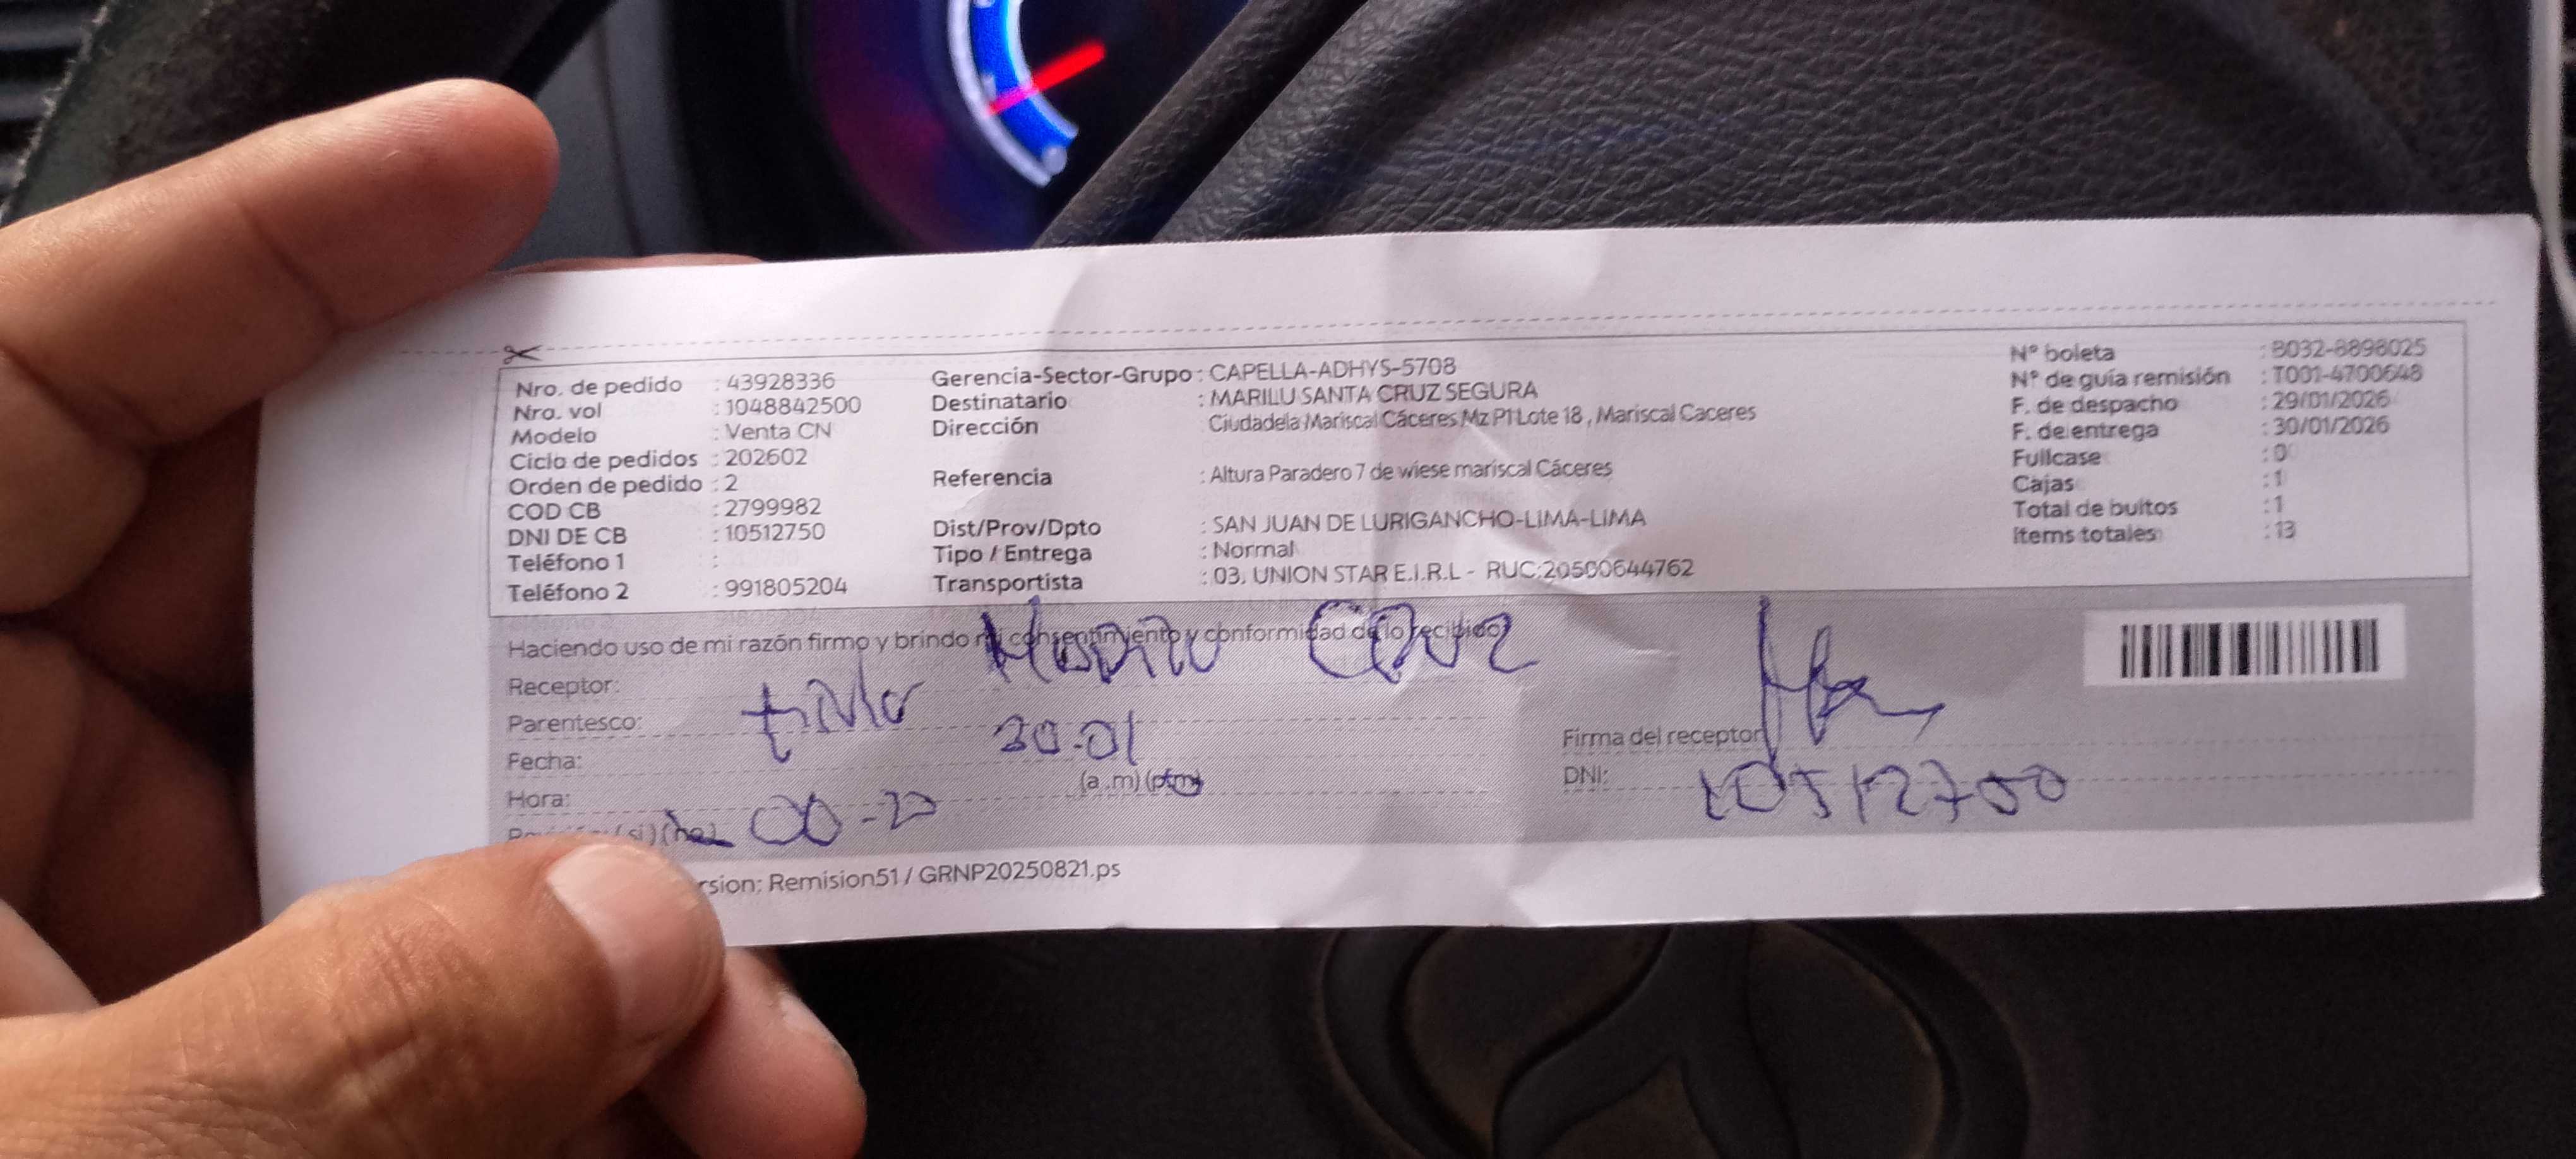 Nro. de pedido : 43928336
Nro. vol : 1048842500
Modelo : Venta CN
Ciclo de pedidos : 202602
Orden de pedido : 2
COD CB : 2799982
DNI DE CB : 10512750
Teléfono 1 :
Teléfono 2 : 991805204
Gerencia-Sector-Grupo : CAPELLA-ADHYS-5708
Destinatario : MARILU SANTA CRUZ SEGURA
Dirección : Ciudadela Mariscal Cáceres Mz P1 Lote 18 , Mariscal Caceres
Referencia : Altura Paradero 7 de wiese mariscal Cáceres
Dist/Prov/Dpto : SAN JUAN DE LURIGANCHO-LIMA-LIMA
Tipo / Entrega : Normal
Transportista : 03. UNION STAR E.I.R.L - RUC:20500644762
N° boleta : B032-8898025
N° de guía remisión : T001-4700648
F. de despacho : 29/01/2026
F. de entrega : 30/01/2026
Fullcase : 0
Cajas : 1
Total de bultos : 1
Items totales : 13
Haciendo uso de mi razón firmo y brindo mi consentimiento y conformidad de lo recibido
Receptor:
Parentesco:
Fecha: 30-01
Hora: (a.m) (p.m)
(si) (no)
Firma del receptor
DNI:
rsion: Remision51 / GRNP20250821.ps